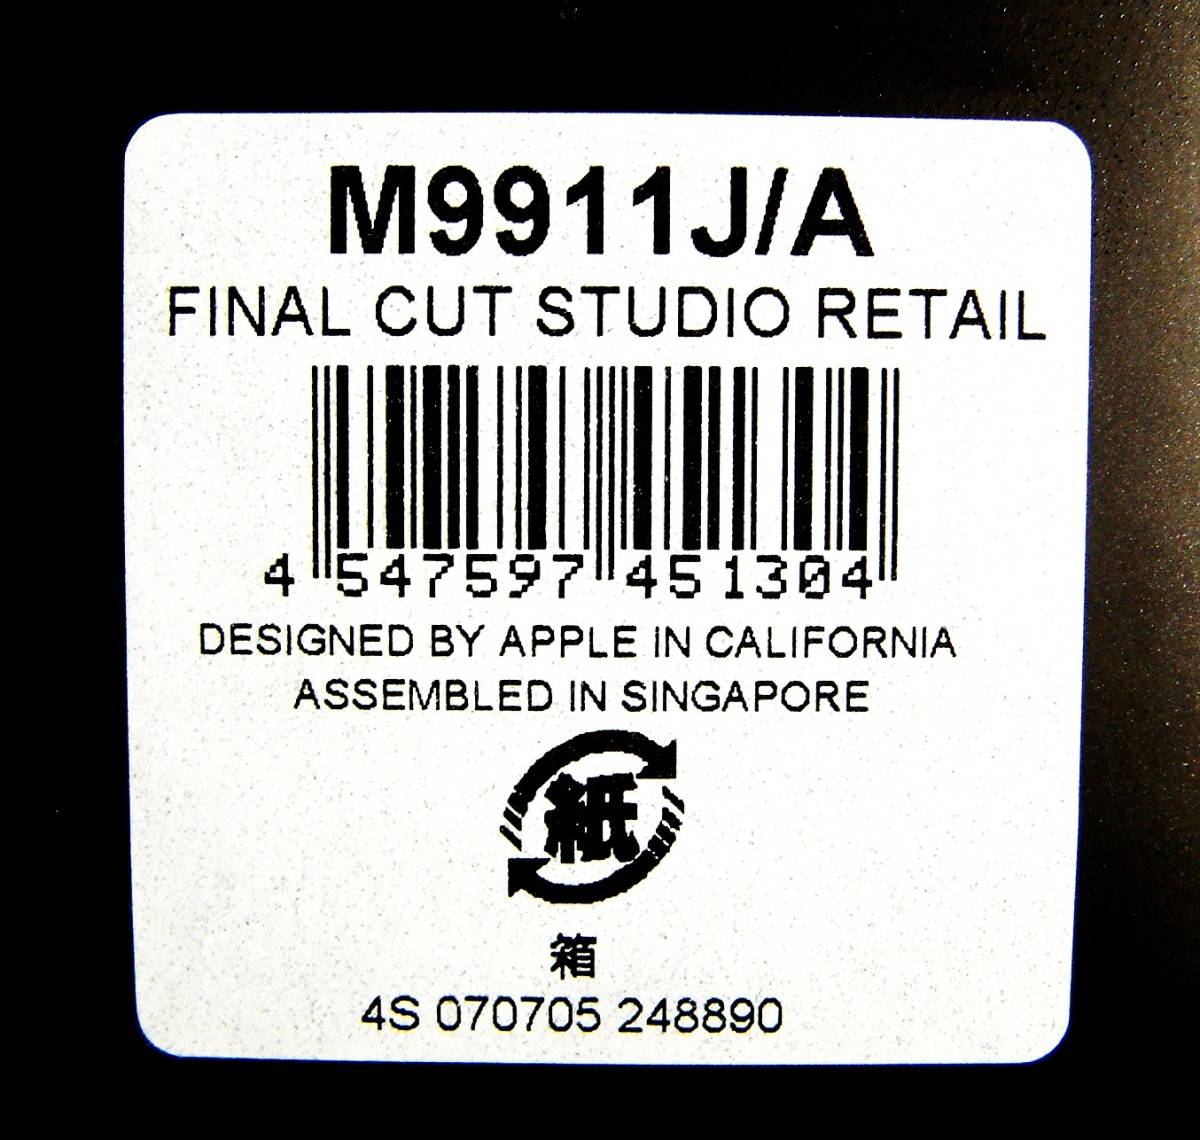 M9911J/A
FINAL CUT STUDIO RETAIL
4 547597 451304
DESIGNED BY APPLE IN CALIFORNIA
ASSEMBLED IN SINGAPORE
紙
箱
4S 070705 248890